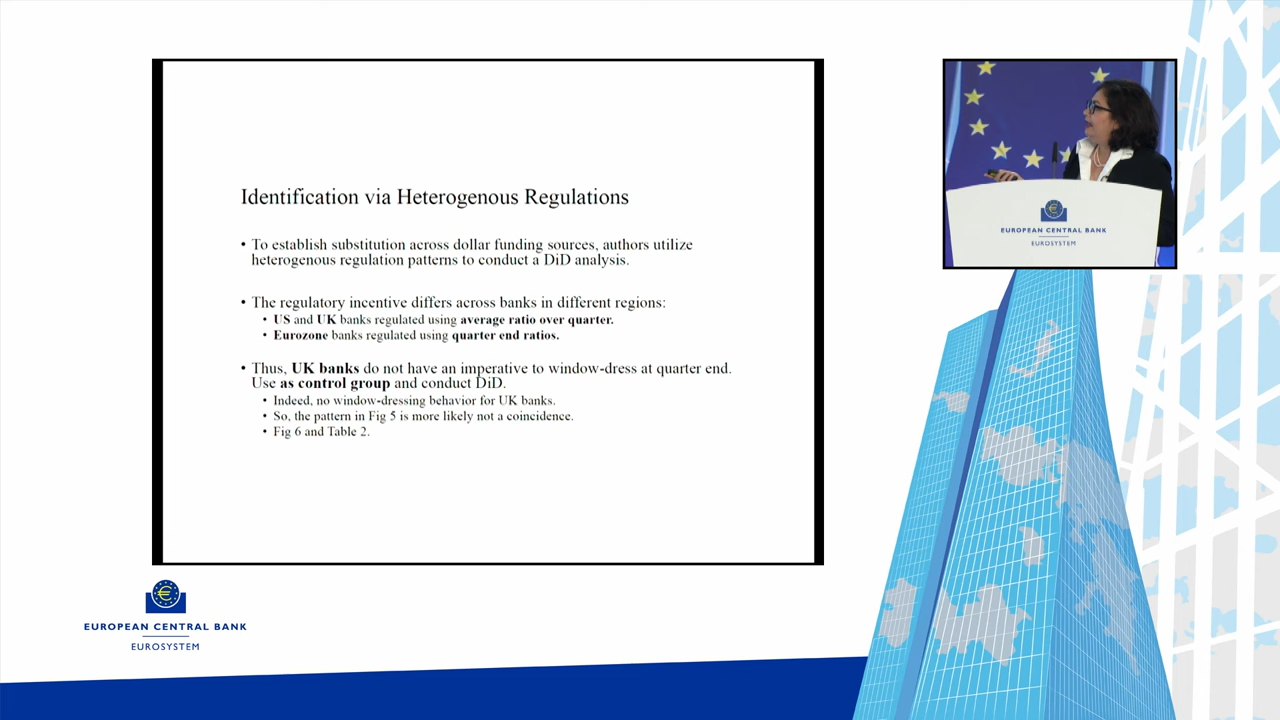 Identification via Heterogenous Regulations
• To establish substitution across dollar funding sources, authors utilize
heterogenous regulation patterns to conduct a DiD analysis.
• The regulatory incentive differs across banks in different regions:
• US and UK banks regulated using average ratio over quarter.
• Eurozone banks regulated using quarter end ratios.
• Thus, UK banks do not have an imperative to window-dress at quarter end.
Use as control group and conduct DiD.
• Indeed, no window-dressing behavior for UK banks.
• So, the pattern in Fig 5 is more likely not a coincidence.
• Fig 6 and Table 2.
EUROPEAN CENTRAL BANK
EUROSYSTEM
EUROPEAN CENTRAL BANK
EUROSYSTEM